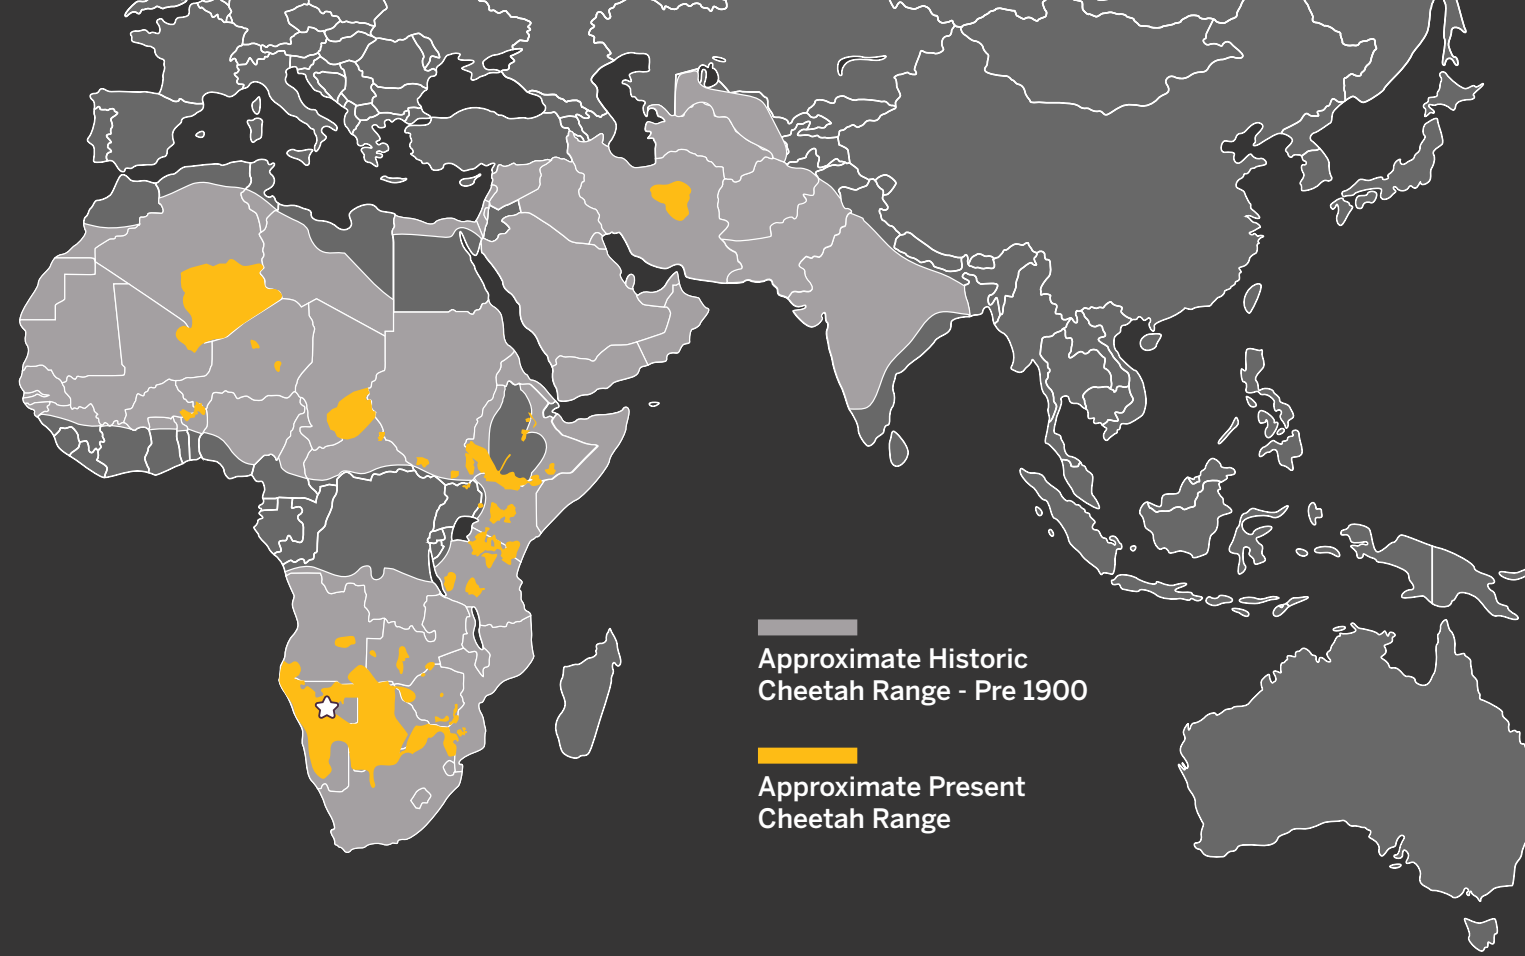 Approximate Historic
Cheetah Range - Pre 1900
Approximate Present
Cheetah Range